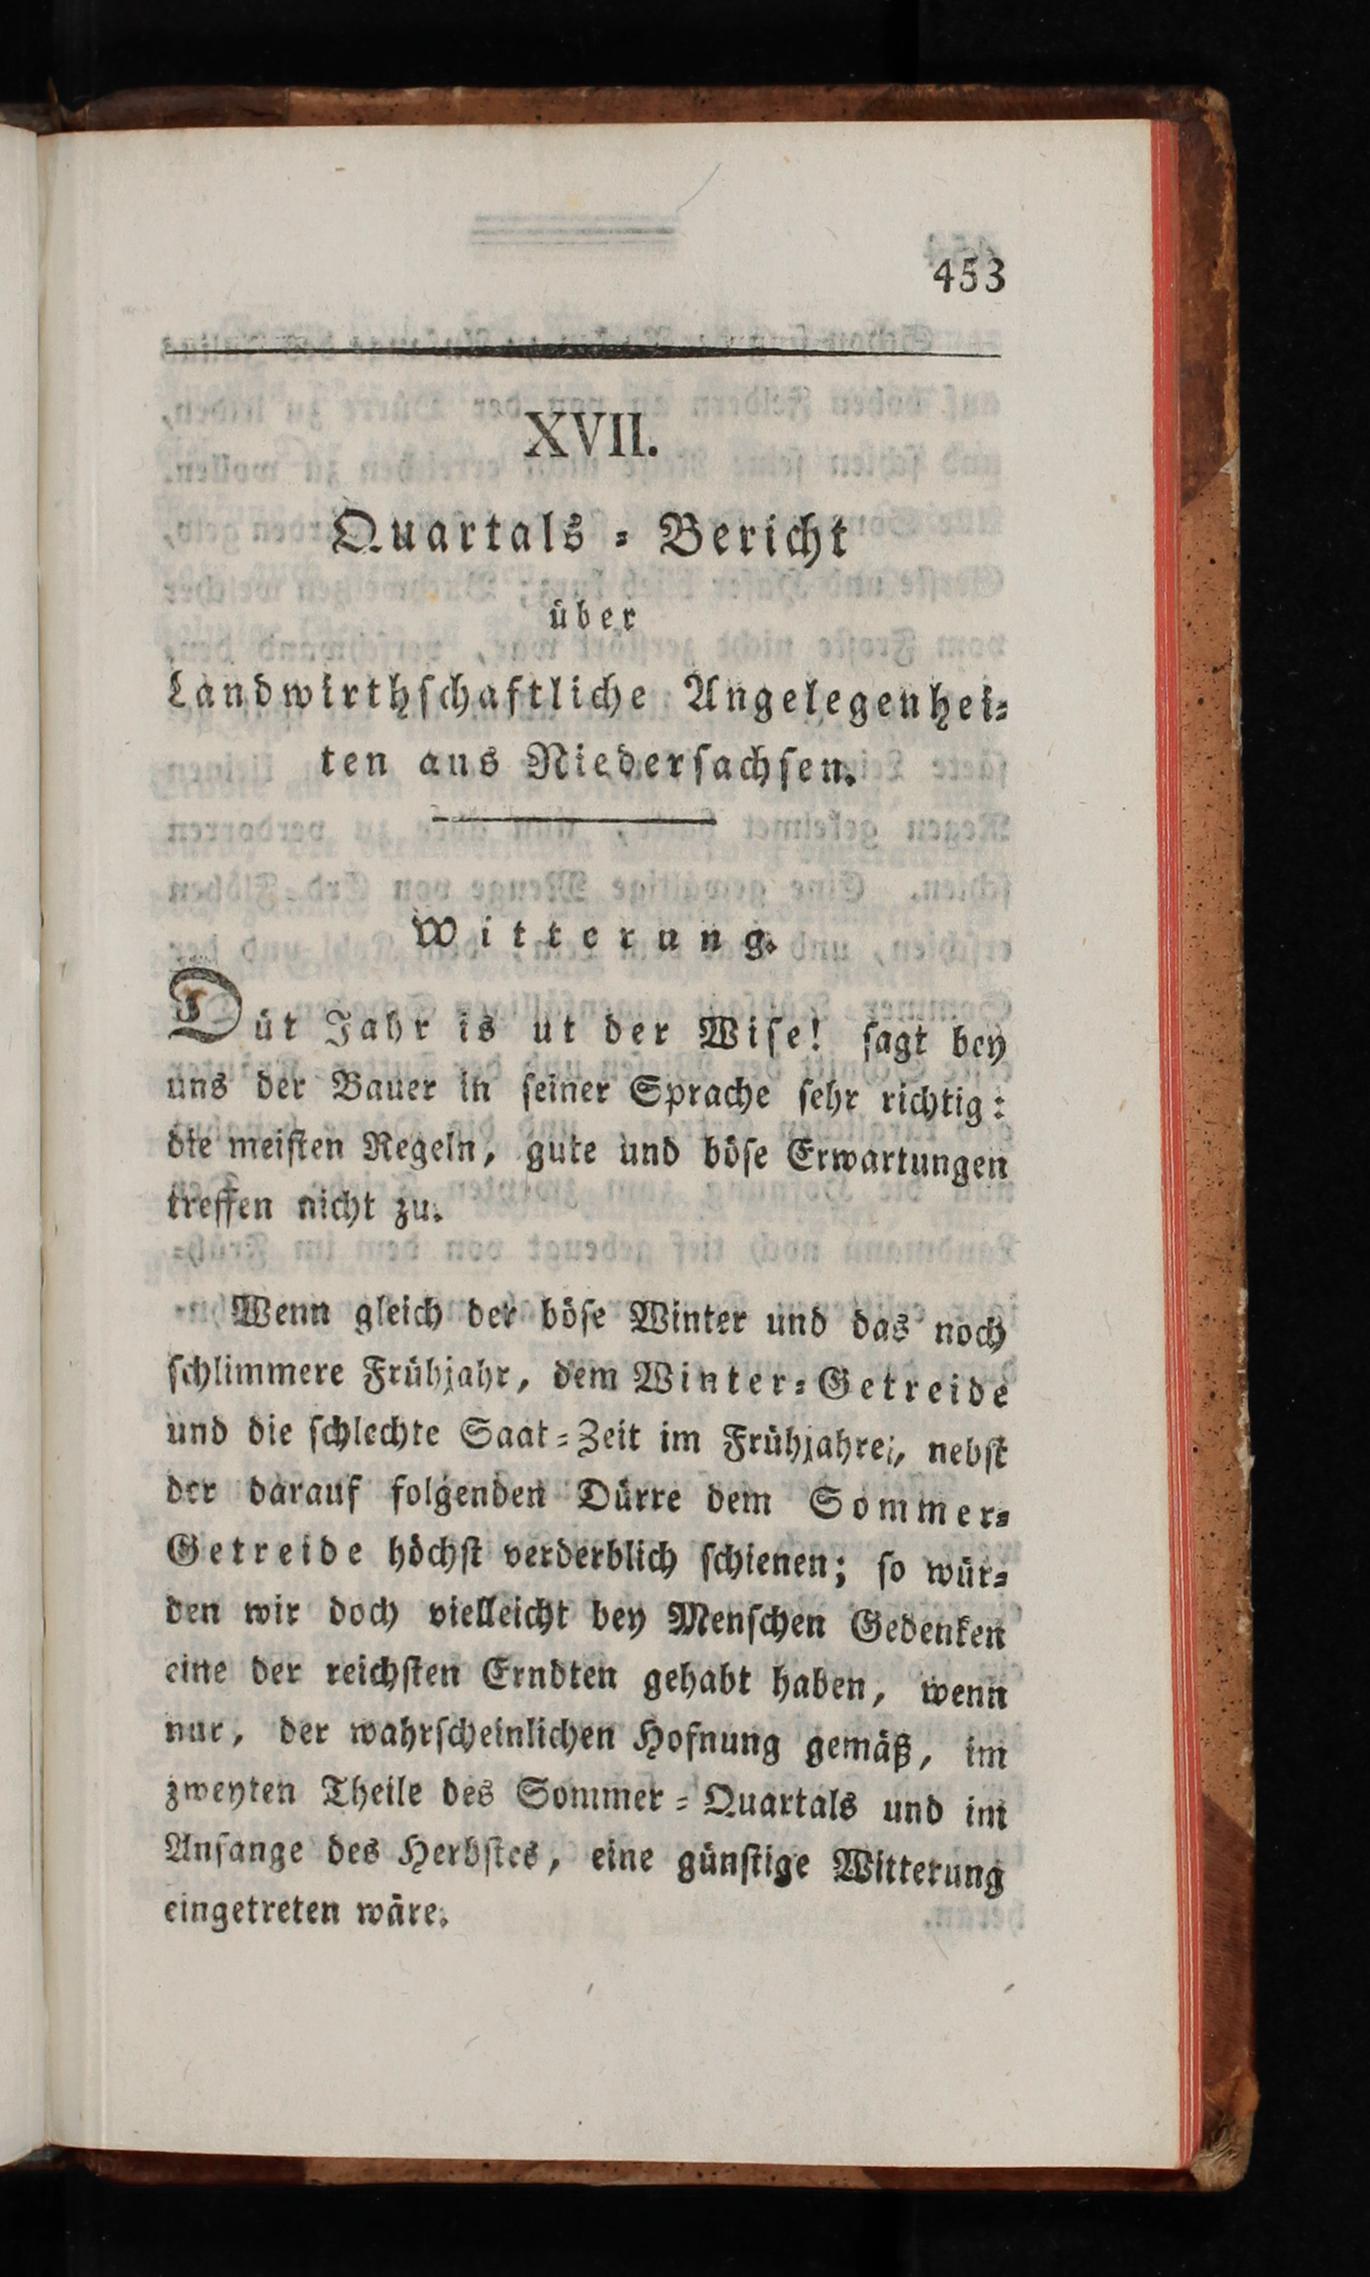 453
XVII.
Quartals-Bericht
über
Landwirthschaftliche Angelegenhei-
ten aus Niedersachsen.
Witterung.
Düt Jahr is ut der Wise! sagt bey
uns der Bauer in seiner Sprache sehr richtig:
die meisten Regeln, gute und böse Erwartungen
treffen nicht zu.
Wenn gleich der böse Winter und das noch
schlimmere Frühjahr, dem Winter-Getreide
und die schlechte Saat-Zeit im Frühjahre, nebst
der darauf folgenden Dürre dem Sommer-
Getreide höchst verderblich schienen; so wür-
den wir doch vielleicht bey Menschen Gedenken
eine der reichsten Erndten gehabt haben, wenn
nur, der wahrscheinlichen Hofnung gemäß, im
zweyten Theile des Sommer-Quartals und im
Anfange des Herbstes, eine günstige Witterung
eingetreten wäre.